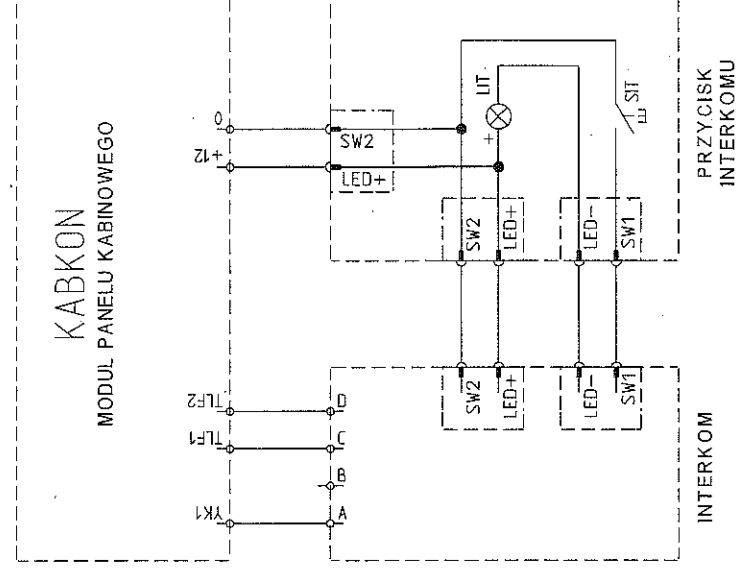 KABKON
MODUL PANELU KABINOWEGO
0
+12
TLF2
TLF1
YK1
SW2
LED+
D
C
B
A
LIT
+
SIT
SW2
LED+
LED-
SW1
PRZYCISK
INTERKOMU
SW2
LED+
LED-
SW1
INTERKOM